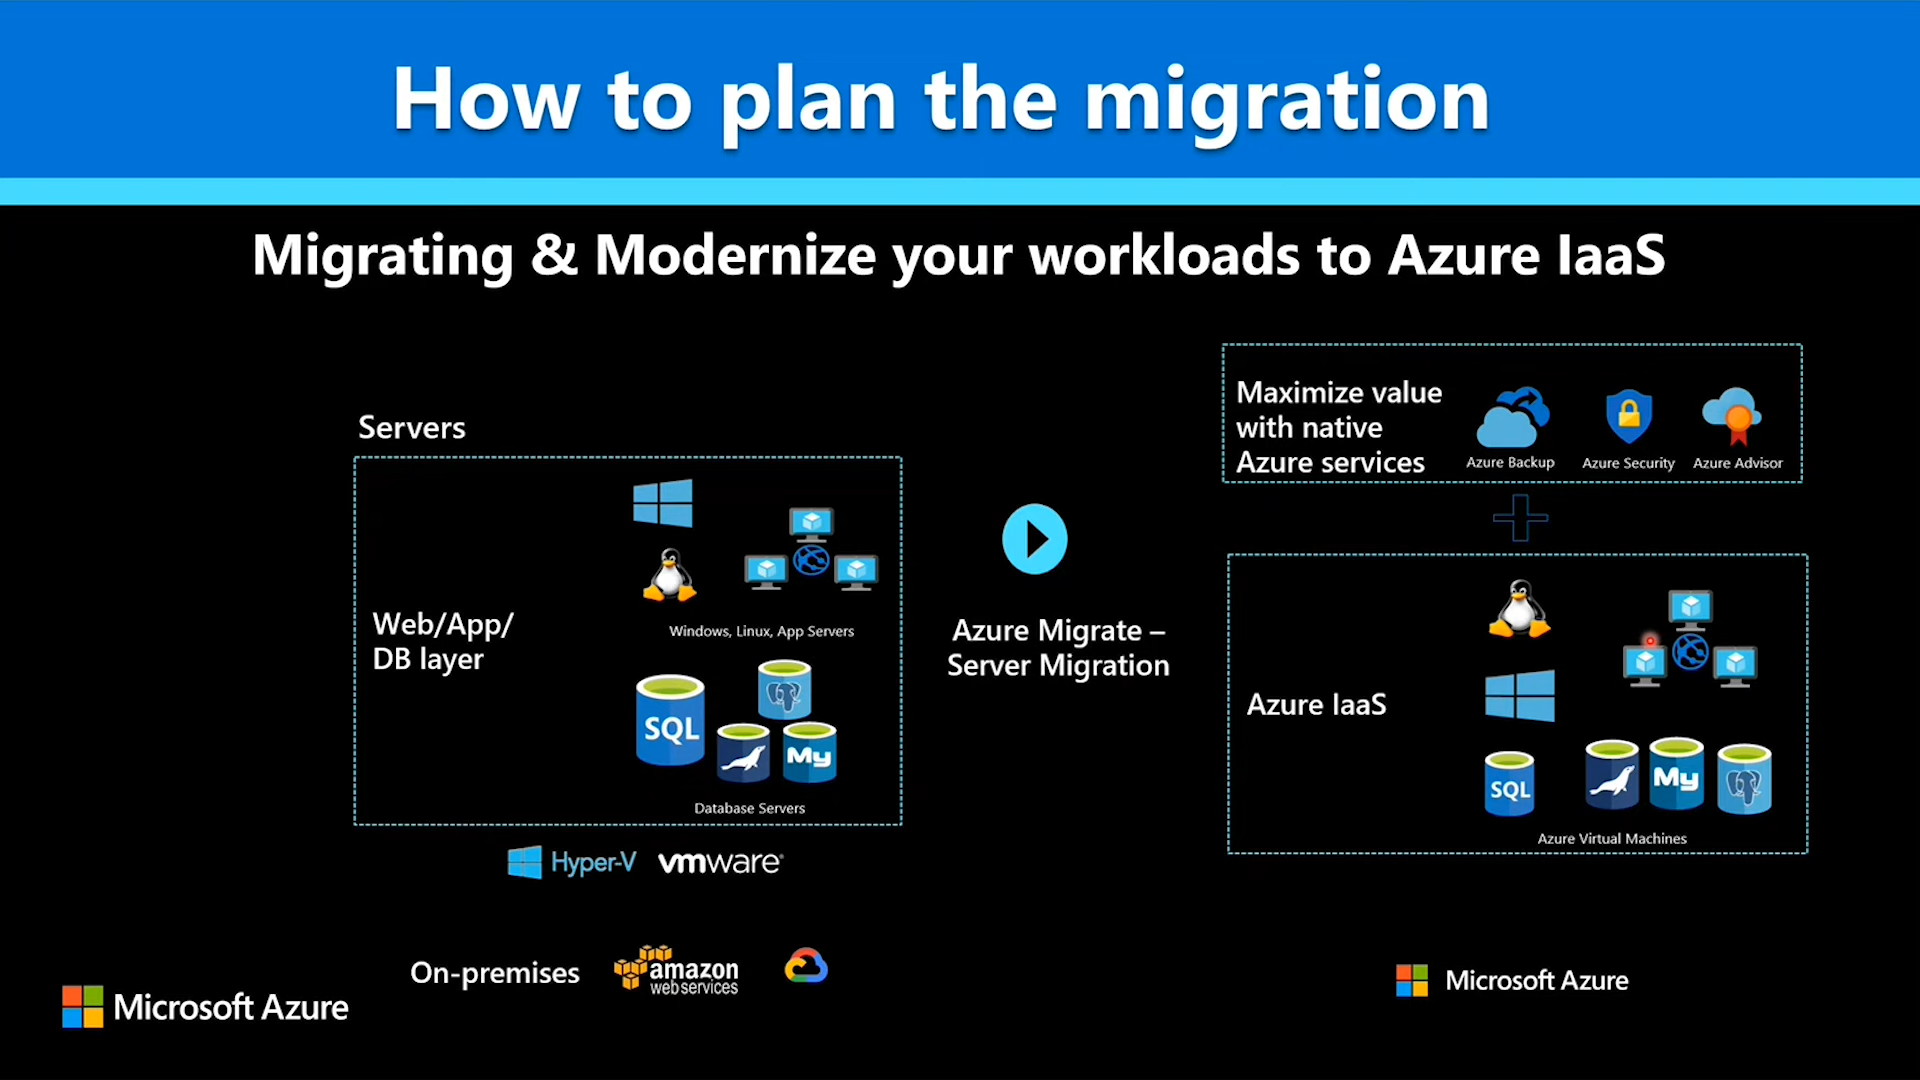 How to plan the migration
Migrating & Modernize your workloads to Azure IaaS
Servers
Web/App/
DB layer
Windows, Linux, App Servers
SQL
My
Database Servers
Hyper-V
vmware®
On-premises
amazon
webservices
Microsoft Azure
Azure Migrate –
Server Migration
Maximize value
with native
Azure services
Azure Backup
Azure Security
Azure Advisor
Azure IaaS
SQL
My
Azure Virtual Machines
Microsoft Azure